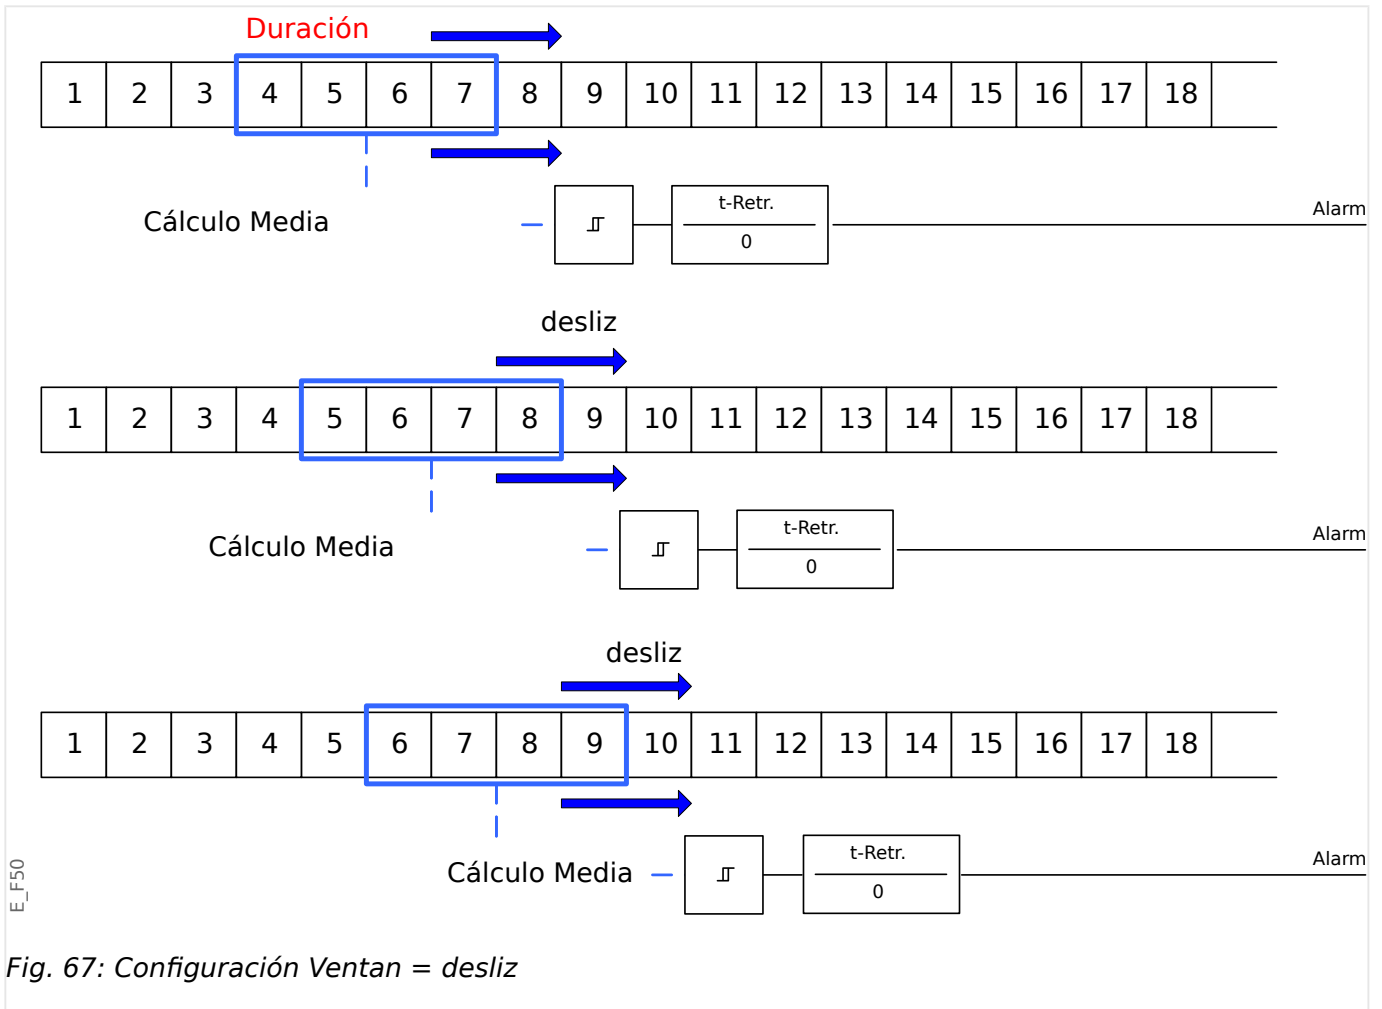 Duración
1 2 3 4 5 6 7 8 9 10 11 12 13 14 15 16 17 18
Cálculo Media
t-Retr.
0
Alarm
desliz
1 2 3 4 5 6 7 8 9 10 11 12 13 14 15 16 17 18
Cálculo Media
t-Retr.
0
Alarm
desliz
1 2 3 4 5 6 7 8 9 10 11 12 13 14 15 16 17 18
Cálculo Media
t-Retr.
0
Alarm
E_F50
Fig. 67: Configuración Ventan = desliz